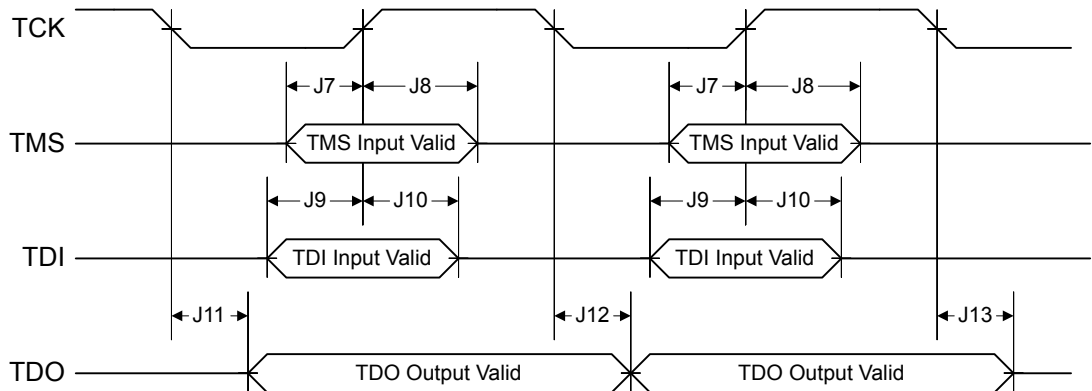 TCK
J7 J8 J7 J8
TMS TMS Input Valid TMS Input Valid
J9 J10 J9 J10
TDI TDI Input Valid TDI Input Valid
J11 J12 J13
TDO TDO Output Valid TDO Output Valid